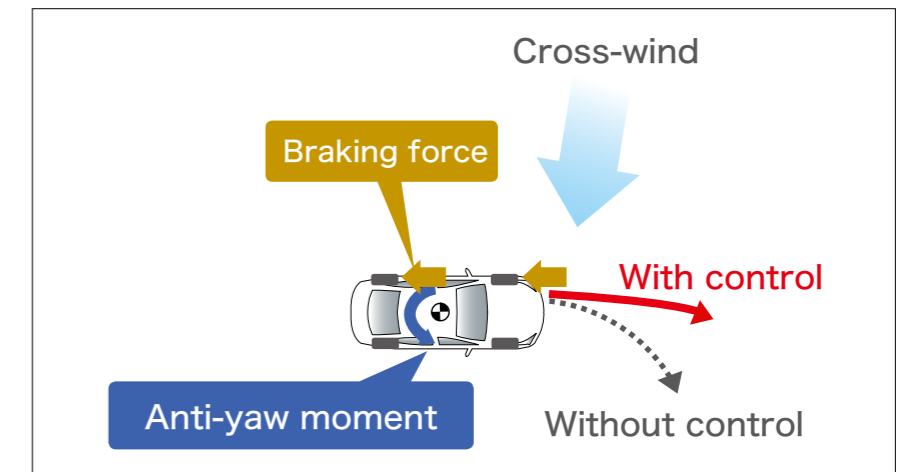 Cross-wind
Braking force
With control
Anti-yaw moment
Without control